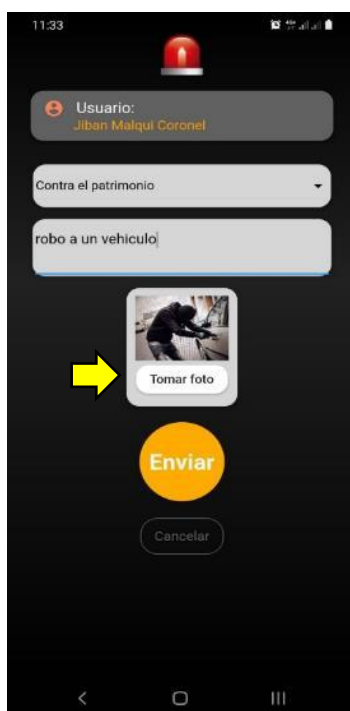 11:33
Usuario:
Jiban Malqui Coronel
Contra el patrimonio
robo a un vehiculo
Tomar foto
Enviar
Cancelar